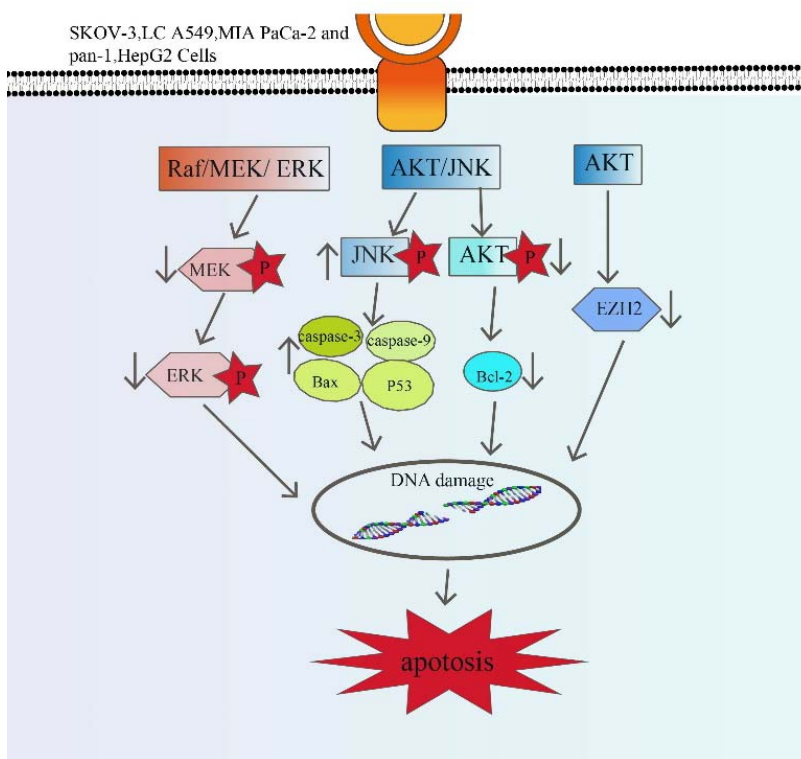 SKOV-3,LC A549,MIA PaCa-2 and
pan-1,HepG2 Cells
Raf/MEK/ ERK
AKT/JNK
AKT
MEK
P
JNK
P
AKT
P
EZH2
ERK
P
caspase-3
caspase-9
Bax
P53
Bcl-2
DNA damage
apotosis